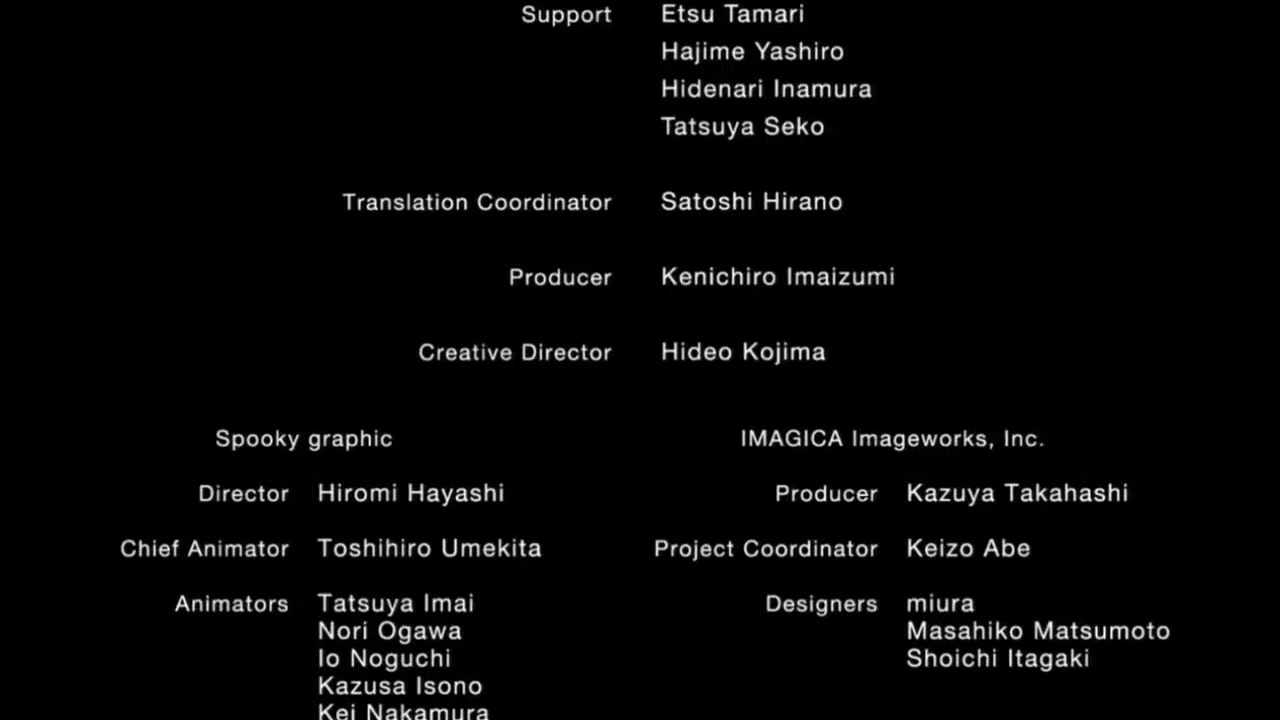 Support Etsu Tamari
Hajime Yashiro
Hidenari Inamura
Tatsuya Seko
Translation Coordinator Satoshi Hirano
Producer Kenichiro Imaizumi
Creative Director Hideo Kojima
Spooky graphic
Director Hiromi Hayashi
Chief Animator Toshihiro Umekita
Animators Tatsuya Imai
Nori Ogawa
Io Noguchi
Kazusa Isono
Kei Nakamura
IMAGICA Imageworks, Inc.
Producer Kazuya Takahashi
Project Coordinator Keizo Abe
Designers miura
Masahiko Matsumoto
Shoichi Itagaki